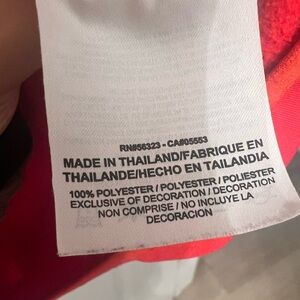 RN#56323 - CA#05553
MADE IN THAILAND/FABRIQUE EN
THAILANDE/HECHO EN TAILANDIA
100% POLYESTER / POLYESTER / POLIESTER
EXCLUSIVE OF DECORATION / DECORATION
NON COMPRISE / NO INCLUYE LA
DECORACION